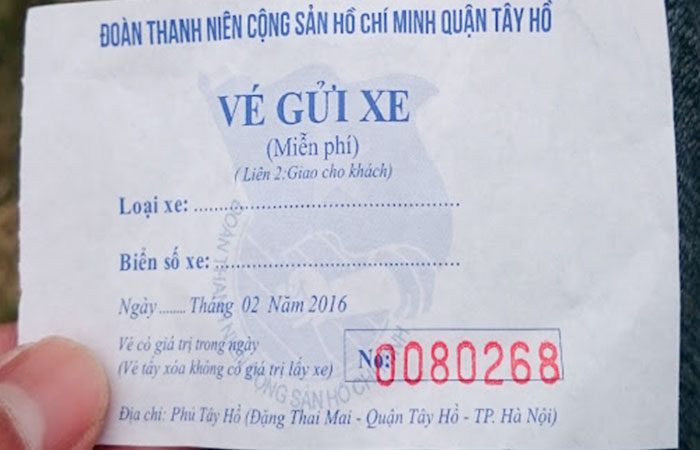 ĐOÀN THANH NIÊN CỘNG SẢN HỒ CHÍ MINH QUẬN TÂY HỒ
VÉ GỬI XE
(Miễn phí)
( Liên 2:Giao cho khách)
Loại xe: ................................................
Biển số xe: ............................................
Ngày ....... Tháng 02 Năm 2016
Vé có giá trị trong ngày
(Vé tẩy xóa không có giá trị lấy xe)
No: 0080268
Địa chỉ: Phủ Tây Hồ (Đặng Thai Mai - Quận Tây Hồ - TP. Hà Nội)